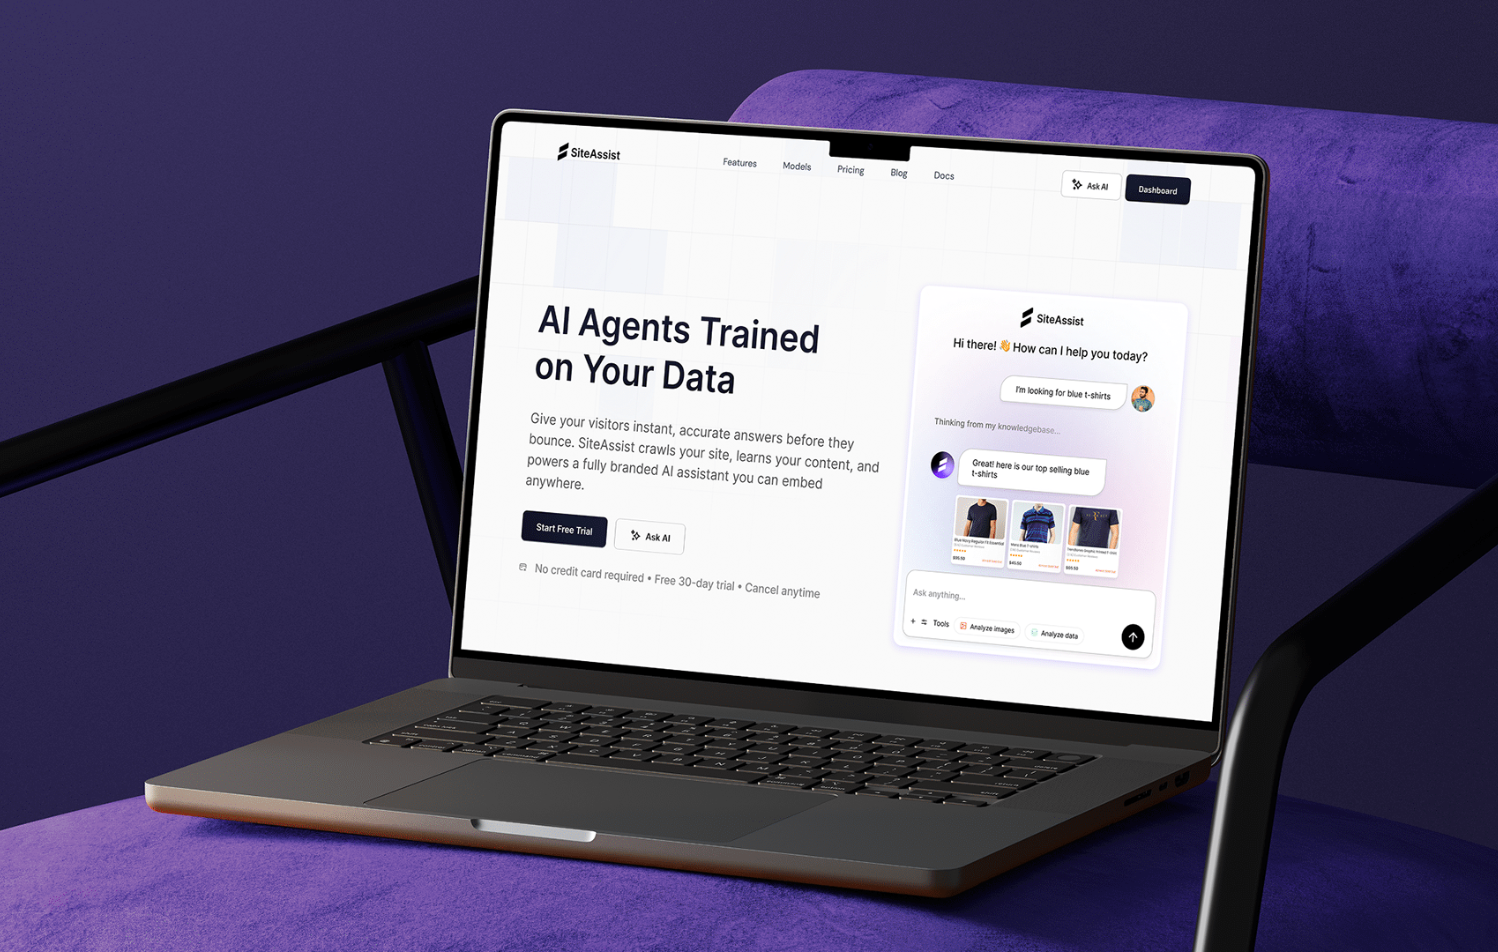 SiteAssist
Features
Models
Pricing
Blog
Docs
Ask AI
Dashboard
AI Agents Trained
on Your Data
Give your visitors instant, accurate answers before they
bounce. SiteAssist crawls your site, learns your content, and
powers a fully branded AI assistant you can embed
anywhere.
Start Free Trial
Ask AI
No credit card required • Free 30-day trial • Cancel anytime
SiteAssist
Hi there! 👋 How can I help you today?
I'm looking for blue t-shirts
Thinking from my knowledgebase...
Great! here is our top selling blue
t-shirts
Ask anything...
Tools
Analyze images
Analyze data